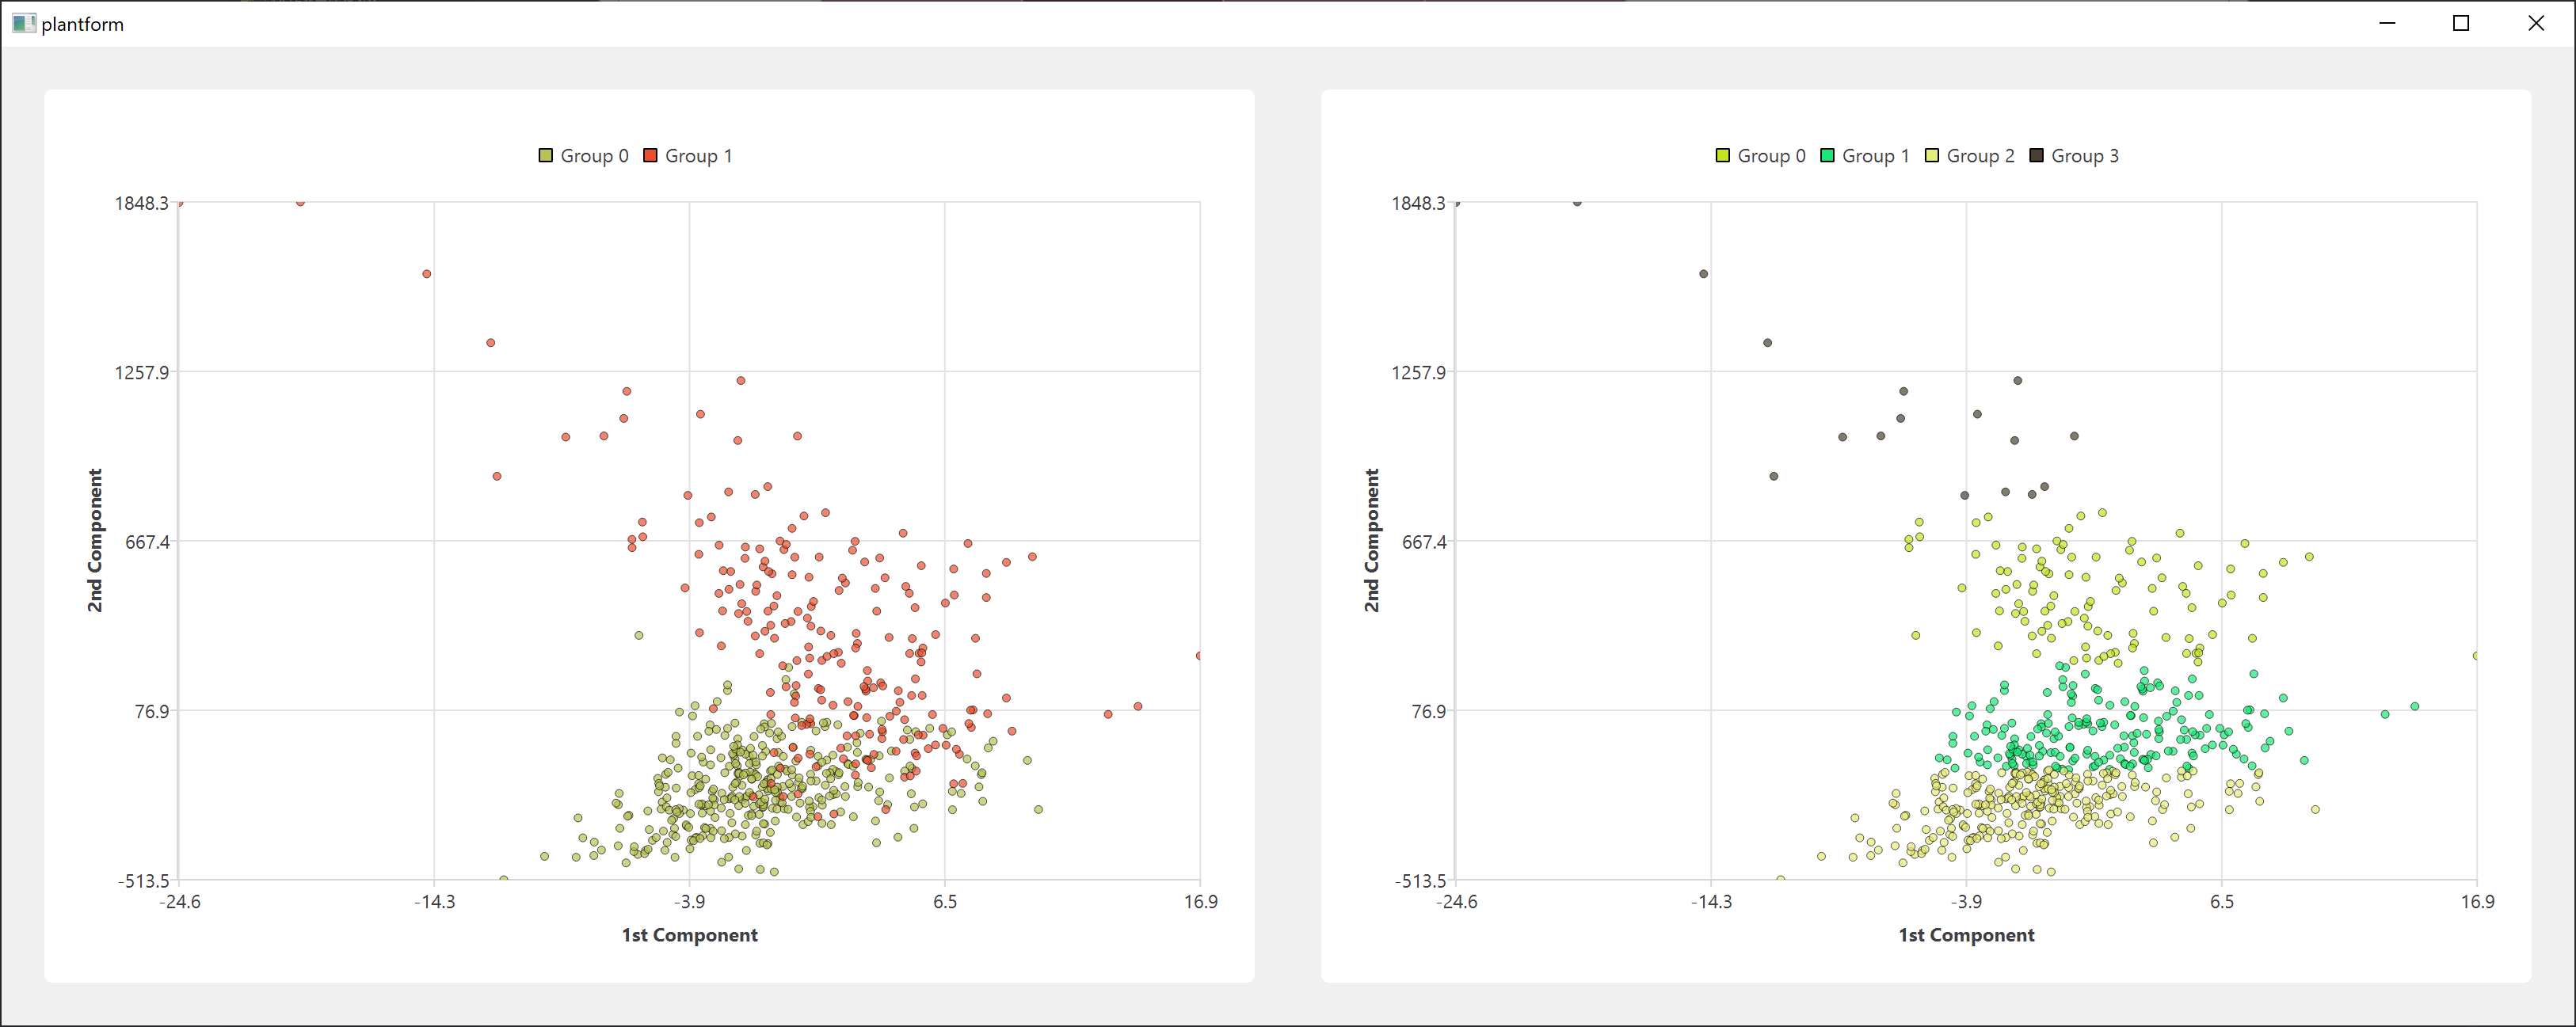 plantform
Group 0 Group 1
1848.3
1257.9
667.4
76.9
-513.5
2nd Component
-24.6 -14.3 -3.9 6.5 16.9
1st Component
Group 0 Group 1 Group 2 Group 3
1848.3
1257.9
667.4
76.9
-513.5
2nd Component
-24.6 -14.3 -3.9 6.5 16.9
1st Component